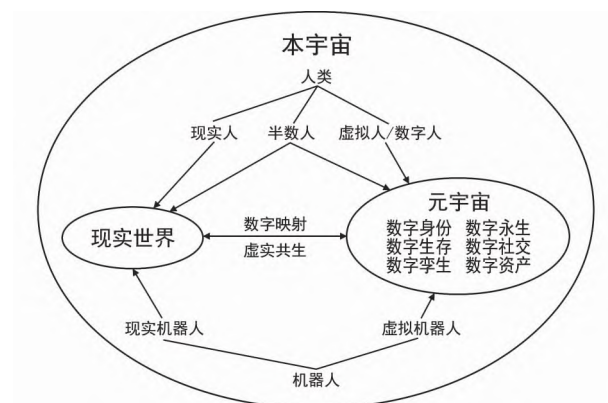 本宇宙
人类
现实人 半数人 虚拟人/数字人
元宇宙
数字身份 数字永生
数字映射
现实世界
数字生存 数字社交
虚实共生
数字孪生 数字资产
现实机器人 虚拟机器人
机器人